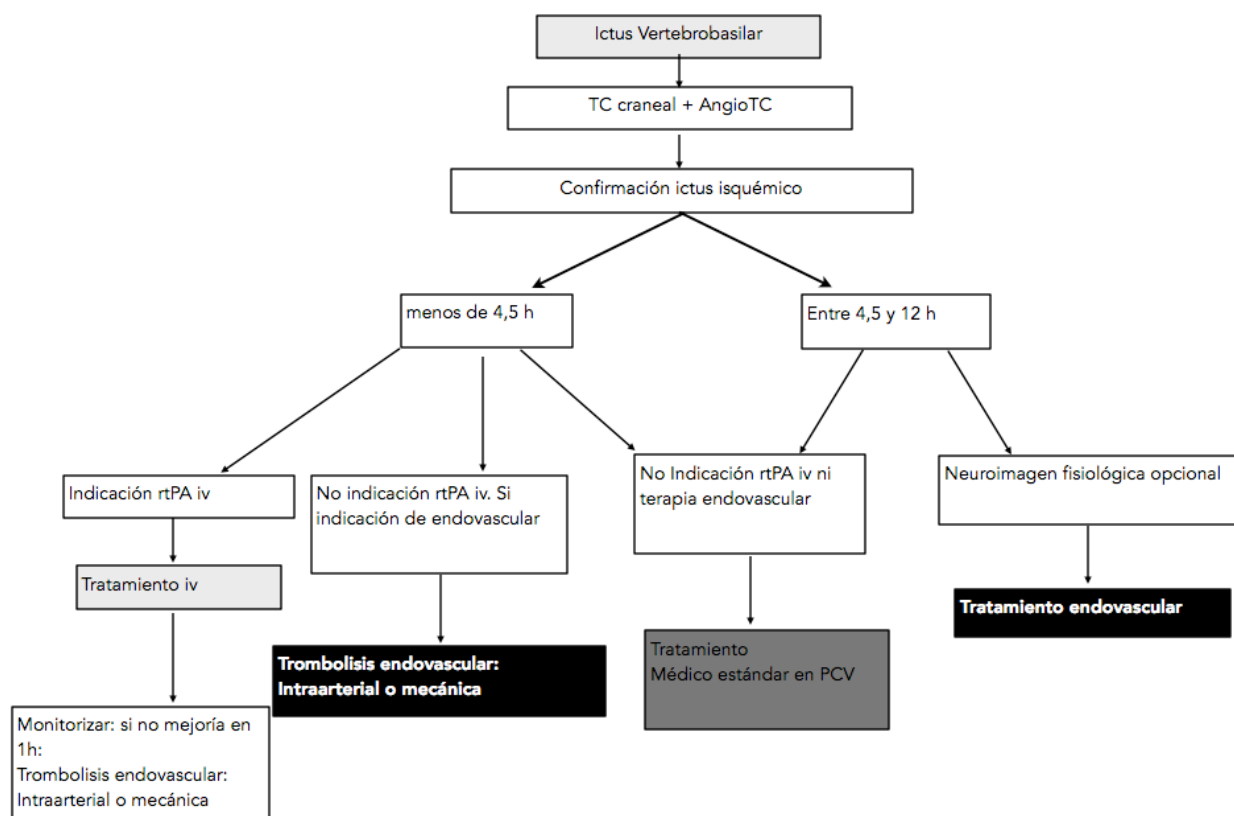 Ictus Vertebrobasilar
TC craneal + AngioTC
Confirmación ictus isquémico
menos de 4,5 h
Entre 4,5 y 12 h
Indicación rtPA iv
No indicación rtPA iv. Si
indicación de endovascular
No Indicación rtPA iv ni
terapia endovascular
Neuroimagen fisiológica opcional
Tratamiento iv
Trombolisis endovascular:
Intraarterial o mecánica
Tratamiento
Médico estándar en PCV
Tratamiento endovascular
Monitorizar: si no mejoría en
1h:
Trombolisis endovascular:
Intraarterial o mecánica